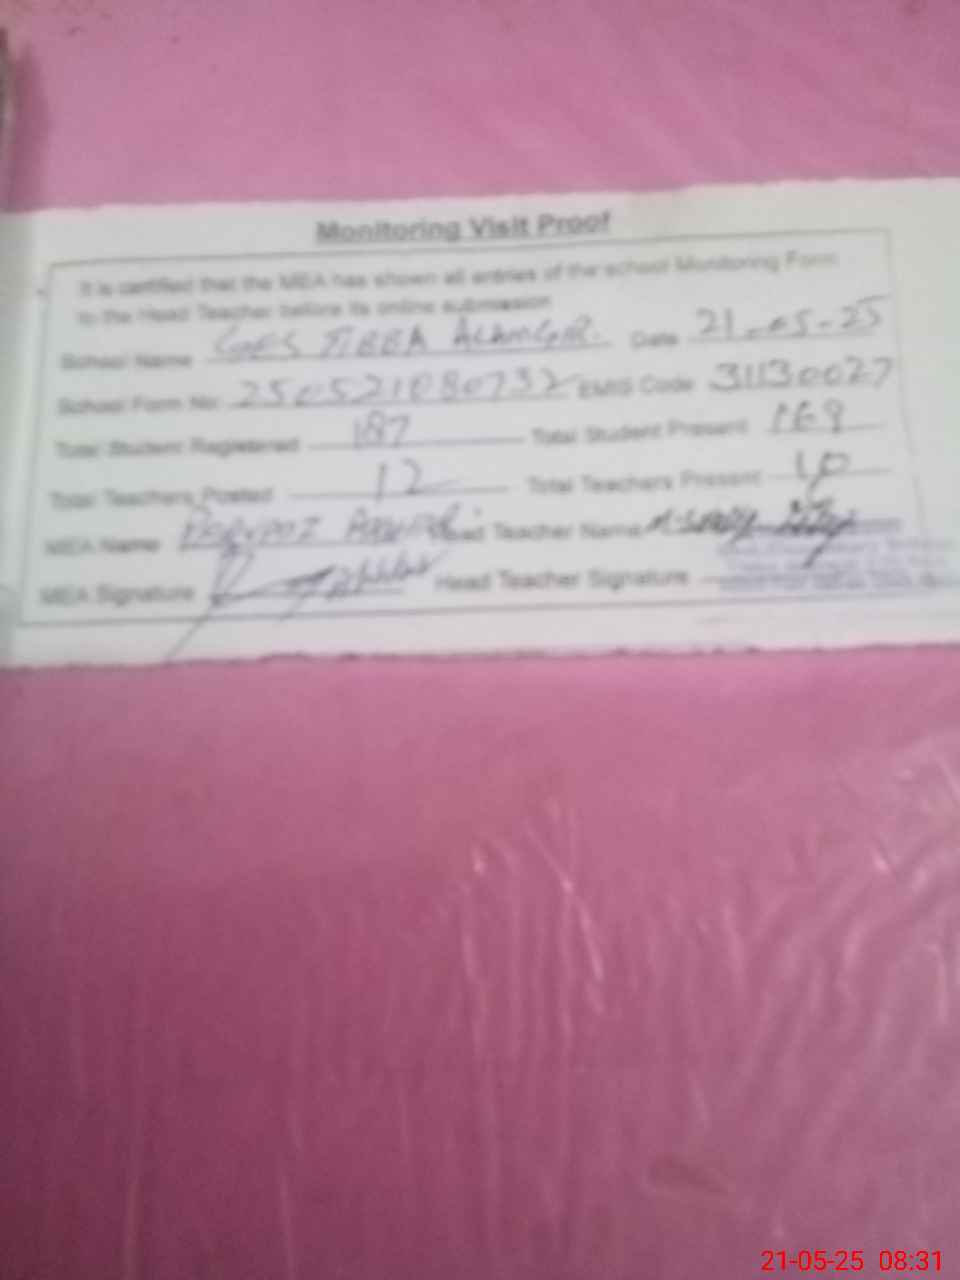 Monitoring Visit Proof
It is certified that the MEA has shown all entries of the school Monitoring Form
to the Head Teacher before its online submission
School Name GES TIBBA ALAMGIR. Date 21-05-25
School Form No 250521080732 EMIS Code 31130027
Total Student Registered 187 Total Student Present 169
Total Teachers Posted 12 Total Teachers Present 10
MEA Name Head Teacher Name
MEA Signature Head Teacher Signature
21-05-25 08:31